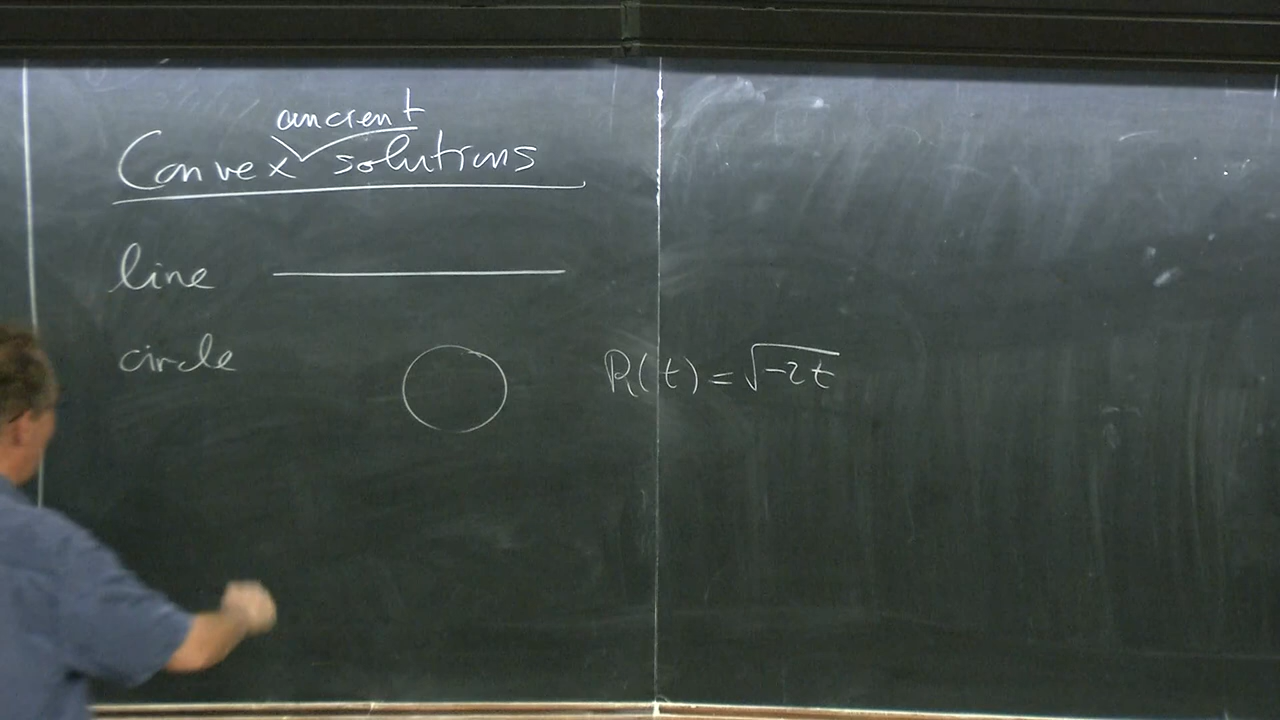 ancient
Convex solutions
line
circle R(t) = √-2t